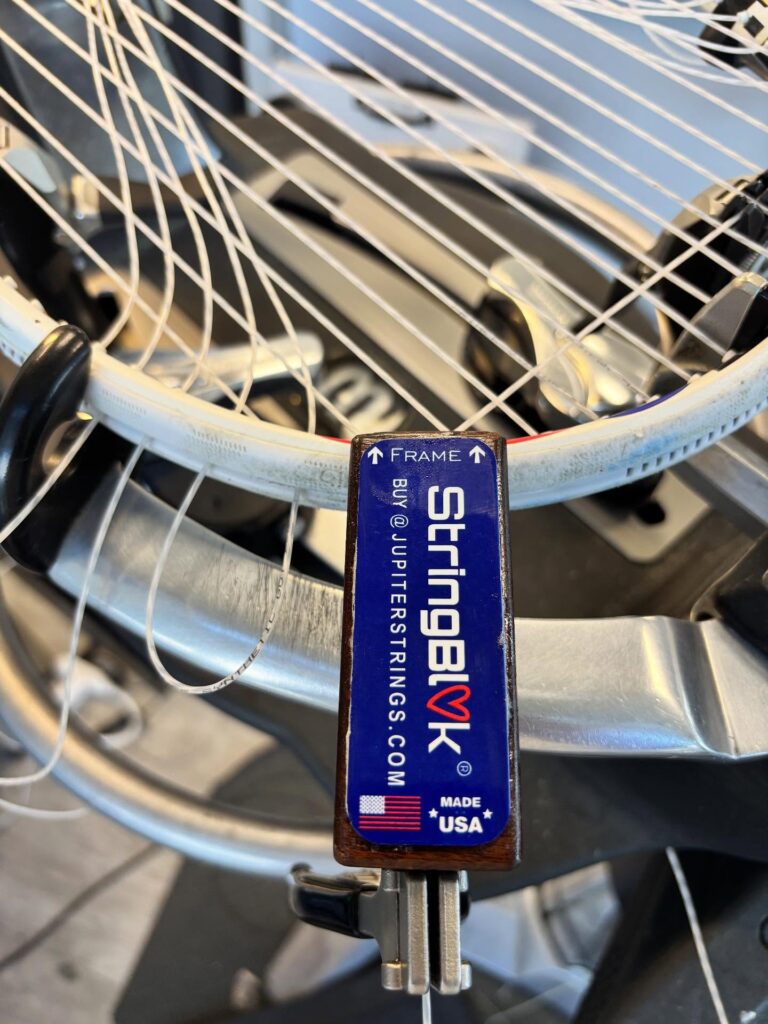 ↑ FRAME ↑
StringBl♡k ®
BUY @ JUPITERSTRINGS.COM
MADE
USA